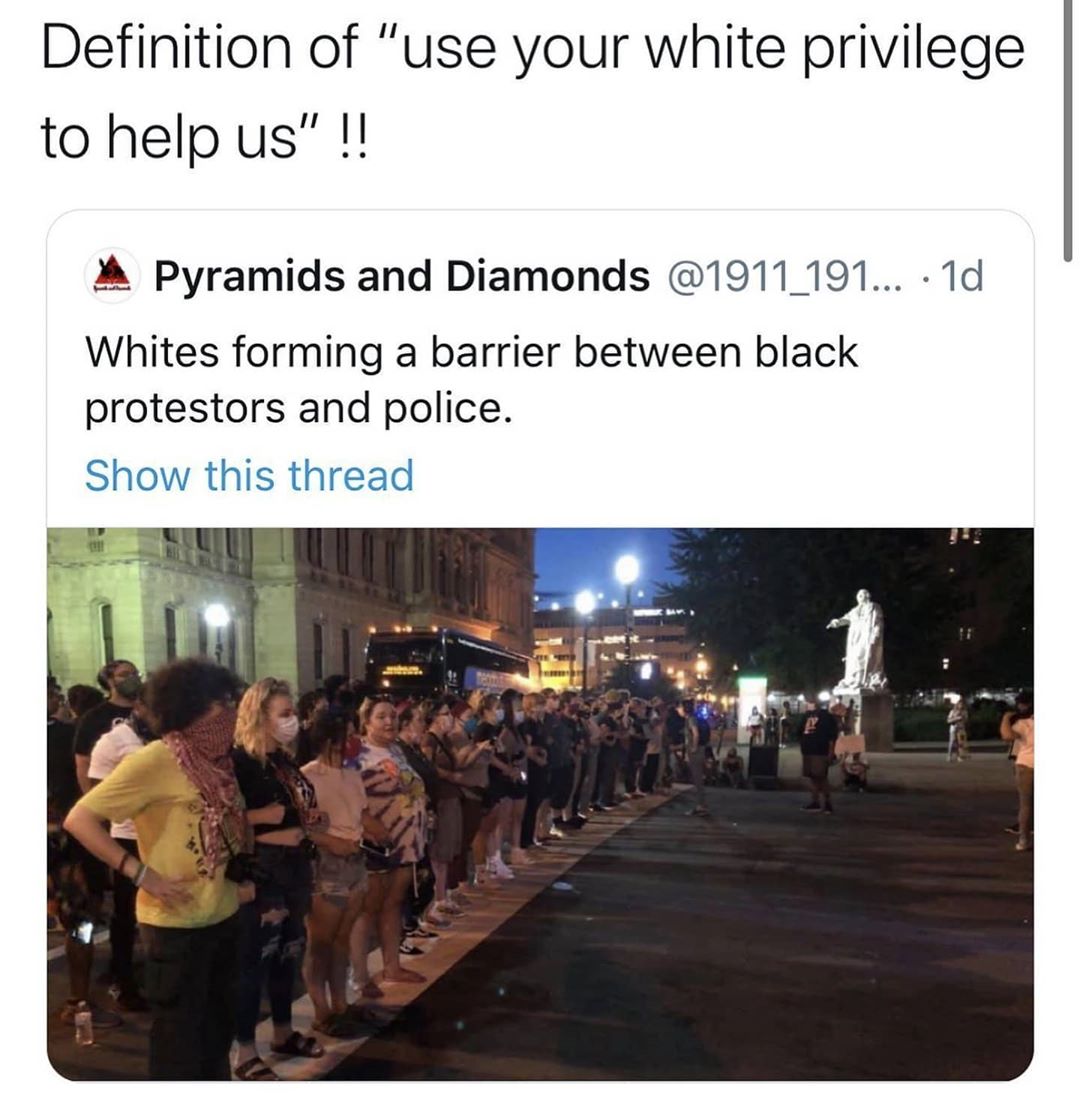 Definition of “use your white privilege
to help us” !!
Pyramids and Diamonds @1911_191... · 1d
Whites forming a barrier between black
protestors and police.
Show this thread